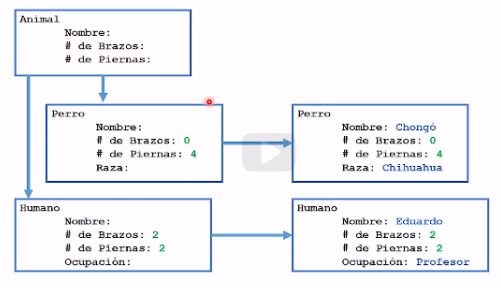 Animal
Nombre:
# de Brazos:
# de Piernas:
Perro
Nombre:
# de Brazos: 0
# de Piernas: 4
Raza:
Perro
Nombre: Chongó
# de Brazos: 0
# de Piernas: 4
Raza: Chihuahua
Humano
Nombre:
# de Brazos: 2
# de Piernas: 2
Ocupación:
Humano
Nombre: Eduardo
# de Brazos: 2
# de Piernas: 2
Ocupación: Profesor